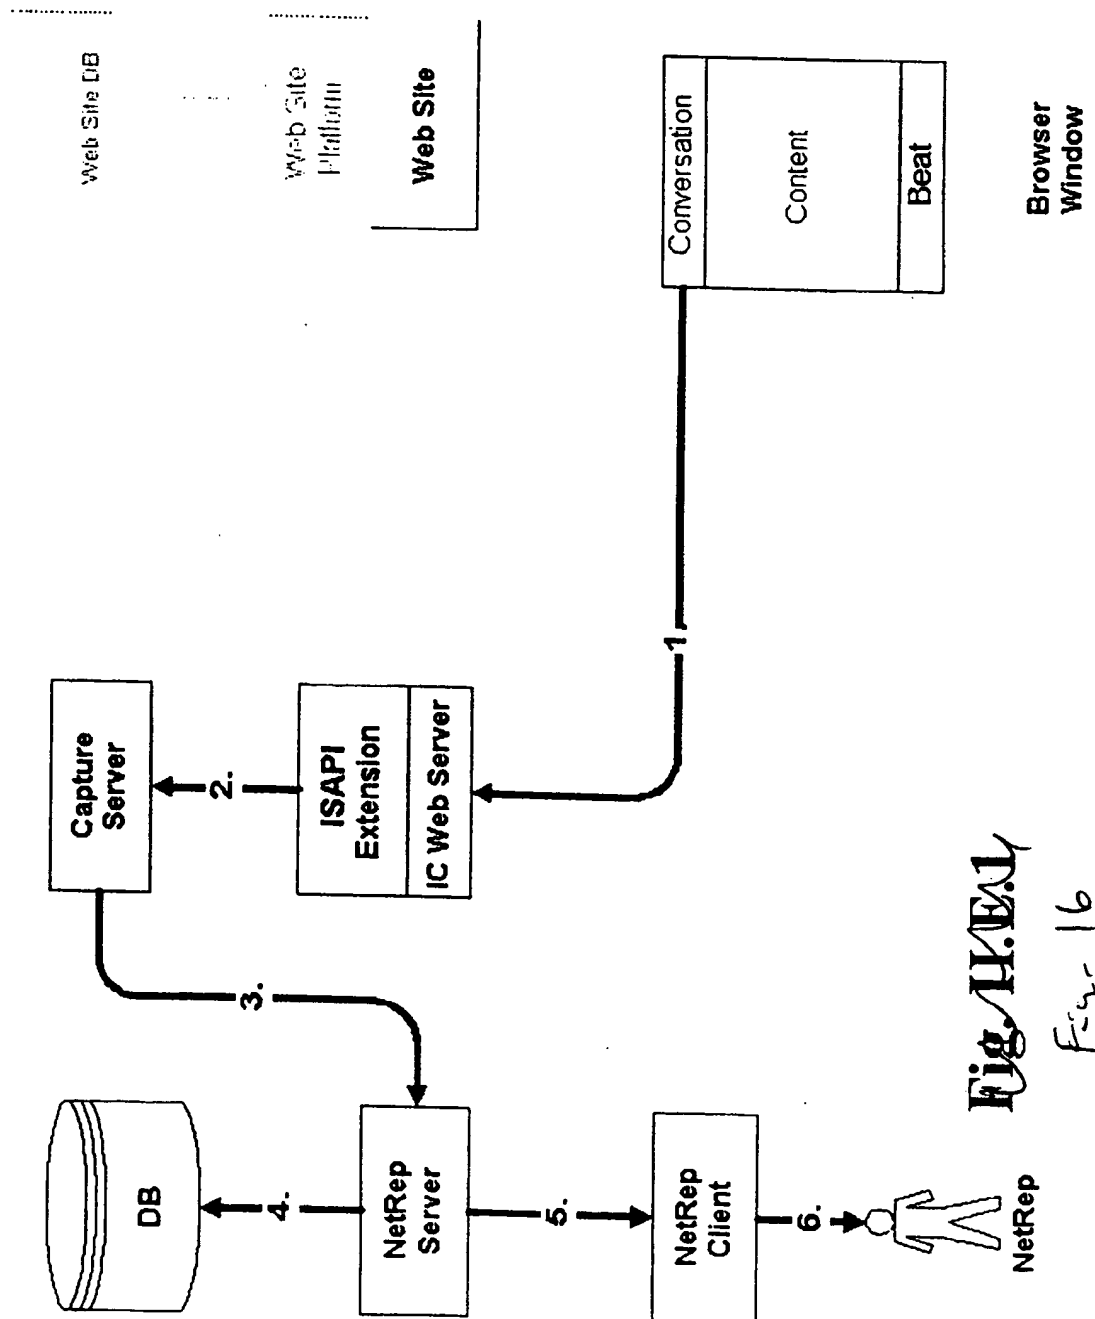 DB
4.
NetRep
Server
5.
NetRep
Client
6.
NetRep
3.
Capture
Server
2.
ISAPI
Extension
IC Web Server
1.
Web Site DB
Web Site
Platform
Web Site
Conversation
Content
Beat
Browser
Window
Fig. II.E.1
Fig. 16